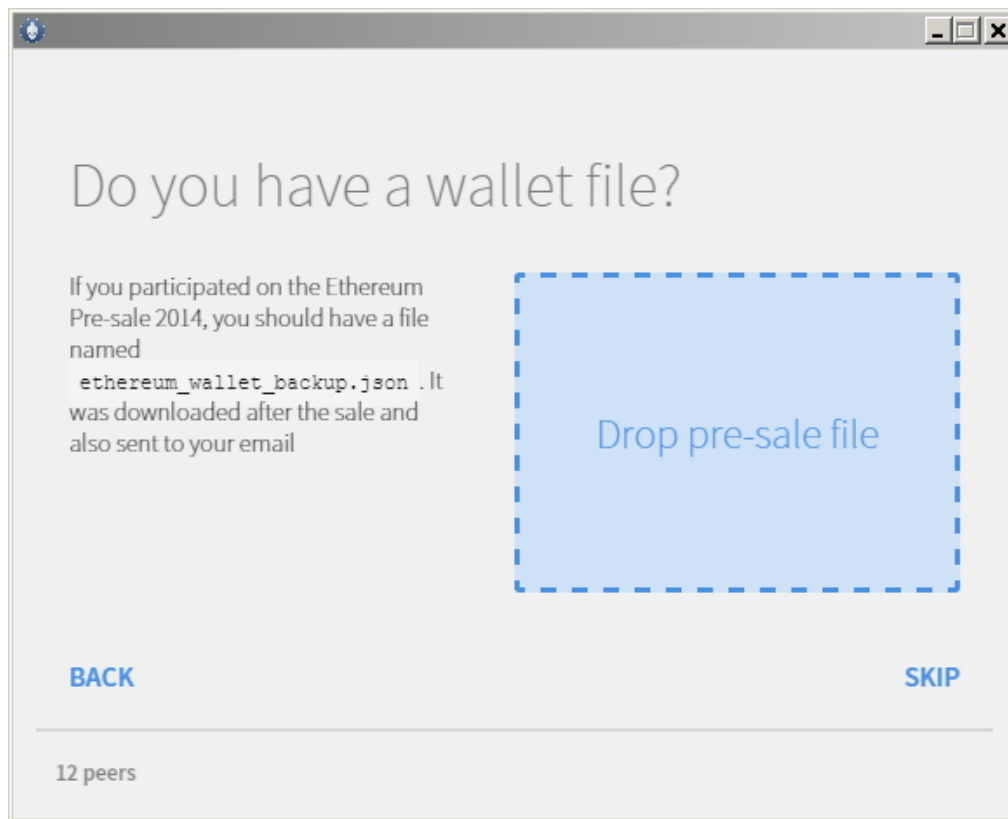 Do you have a wallet file?
If you participated on the Ethereum
Pre-sale 2014, you should have a file
named
ethereum_wallet_backup.json . It
was downloaded after the sale and
also sent to your email
Drop pre-sale file
BACK
SKIP
12 peers